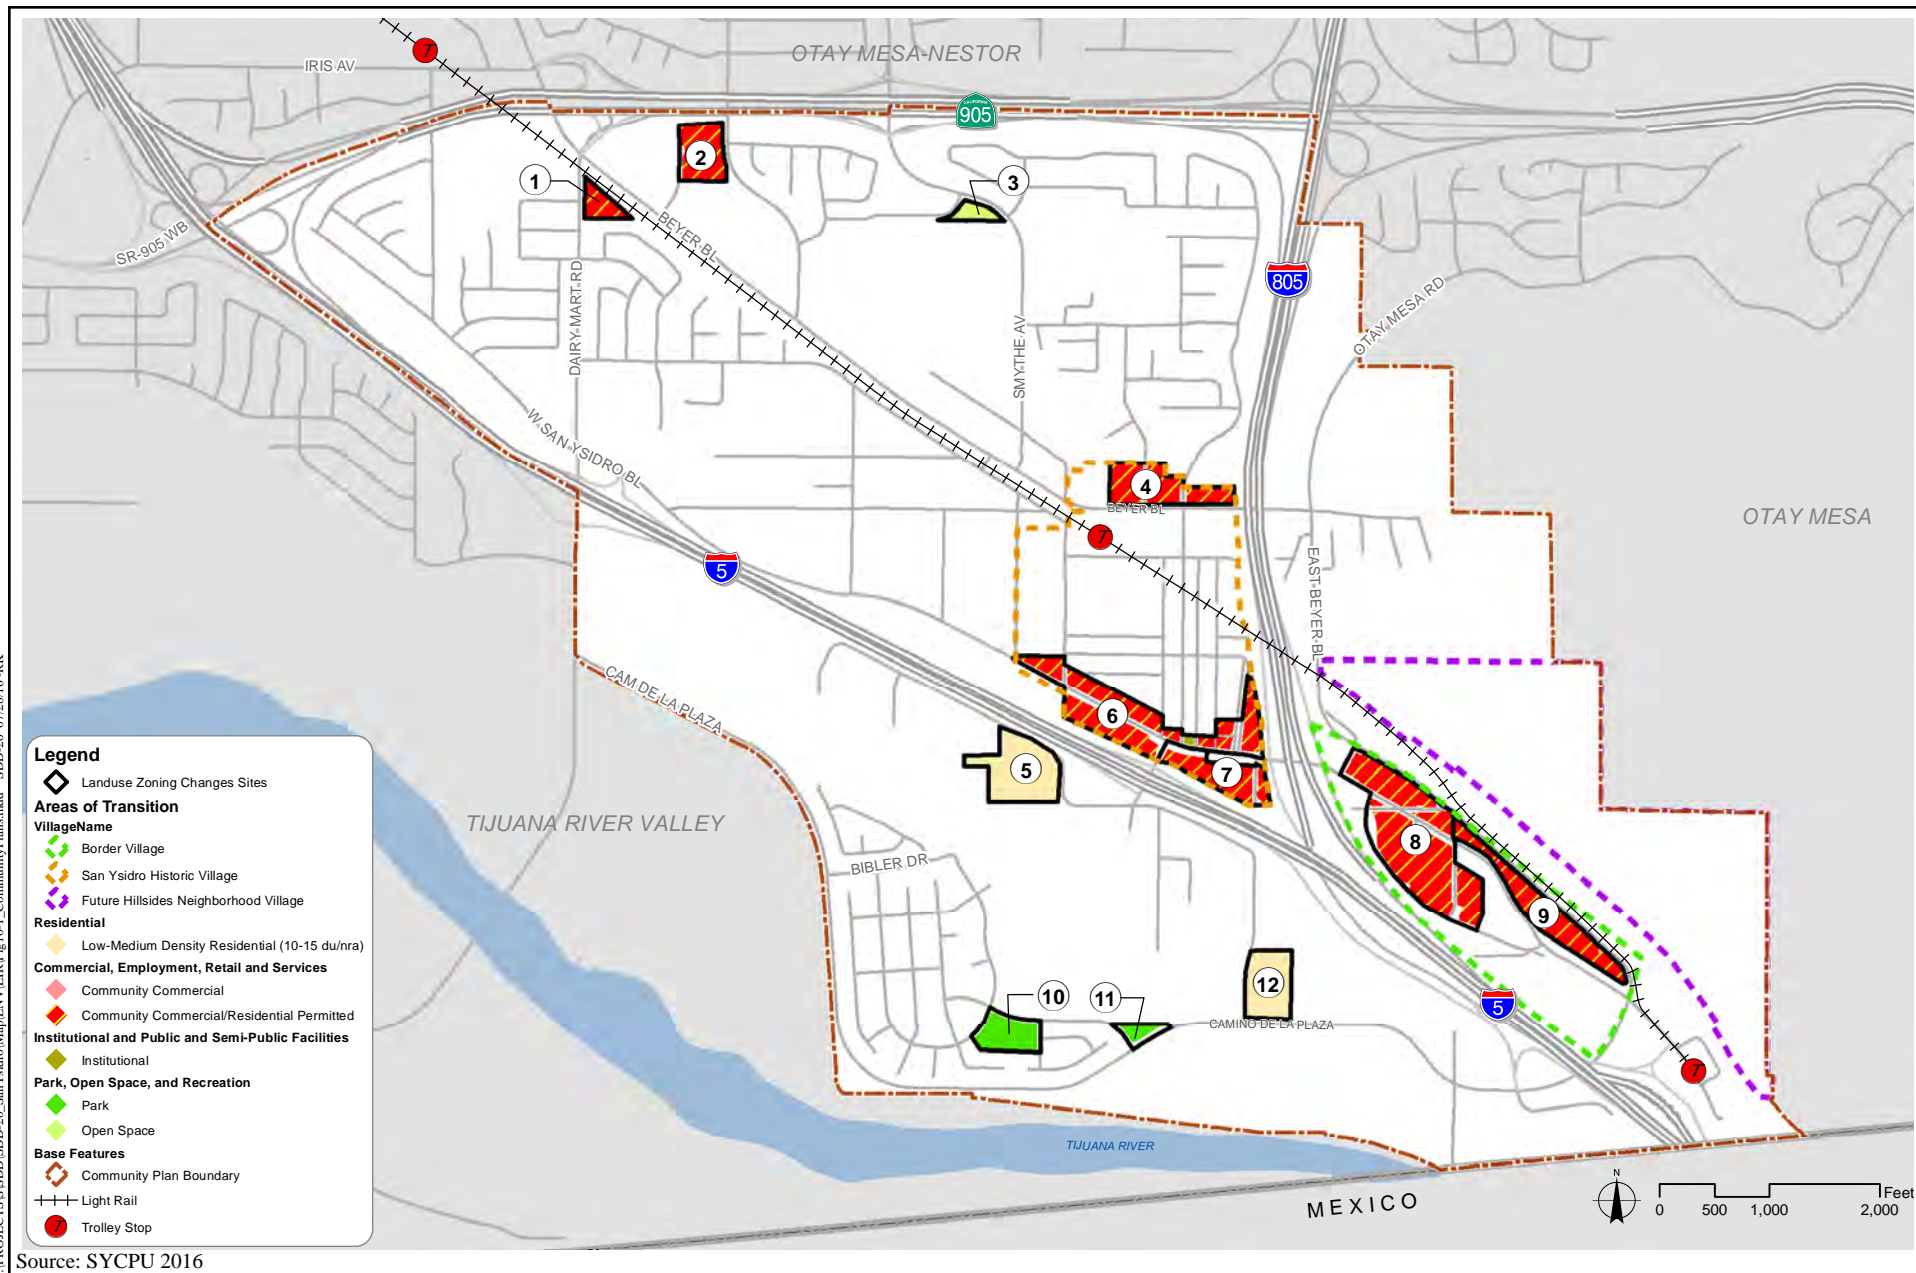 OTAY MESA-NESTOR
IRIS AV
CALIFORNIA
905
T
2
1
3
BEYER BL
SR-905 WB
DAIRY MART RD
805
OTAY MESA RD
SMYTHE AV
W SAN YSIDRO BL
4
BEYER BL
OTAY MESA
T
5
EAST BEYER BL
CAM DE LA PLAZA
6
7
5
TIJUANA RIVER VALLEY
8
BIBLER DR
9
10
11
12
5
CAMINO DE LA PLAZA
T
TIJUANA RIVER
MEXICO
N
Feet
0 500 1,000 2,000
Legend
Landuse Zoning Changes Sites
Areas of Transition
VillageName
Border Village
San Ysidro Historic Village
Future Hillsides Neighborhood Village
Residential
Low-Medium Density Residential (10-15 du/nra)
Commercial, Employment, Retail and Services
Community Commercial
Community Commercial/Residential Permitted
Institutional and Public and Semi-Public Facilities
Institutional
Park, Open Space, and Recreation
Park
Open Space
Base Features
Community Plan Boundary
Light Rail
T Trolley Stop
Source: SYCPU 2016